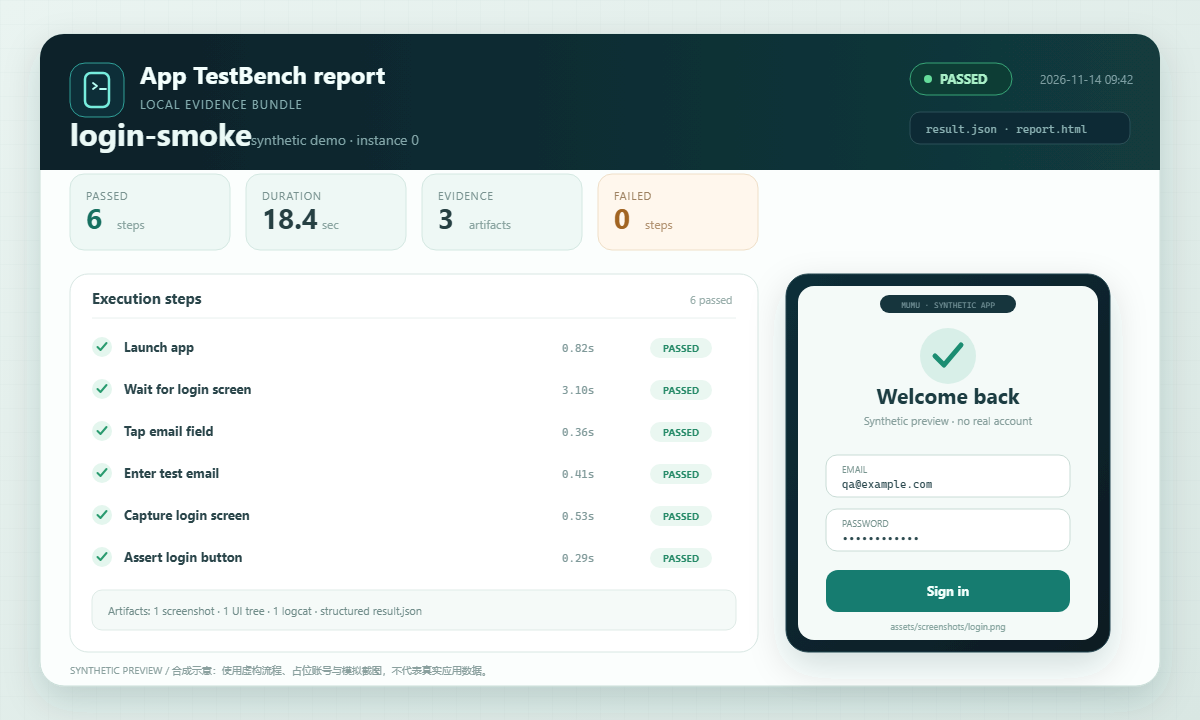 App TestBench report
LOCAL EVIDENCE BUNDLE
login-smoke synthetic demo · instance 0
PASSED
2026-11-14 09:42
result.json · report.html
PASSED
6 steps
DURATION
18.4 sec
EVIDENCE
3 artifacts
FAILED
0 steps
Execution steps 6 passed
Launch app 0.82s PASSED
Wait for login screen 3.10s PASSED
Tap email field 0.36s PASSED
Enter test email 0.41s PASSED
Capture login screen 0.53s PASSED
Assert login button 0.29s PASSED
Artifacts: 1 screenshot · 1 UI tree · 1 logcat · structured result.json
MUMU · SYNTHETIC APP
Welcome back
Synthetic preview · no real account
EMAIL
qa@example.com
PASSWORD
••••••••••••
Sign in
assets/screenshots/login.png
SYNTHETIC PREVIEW / 合成示意：使用虚构流程、占位账号与模拟截图，不代表真实应用数据。